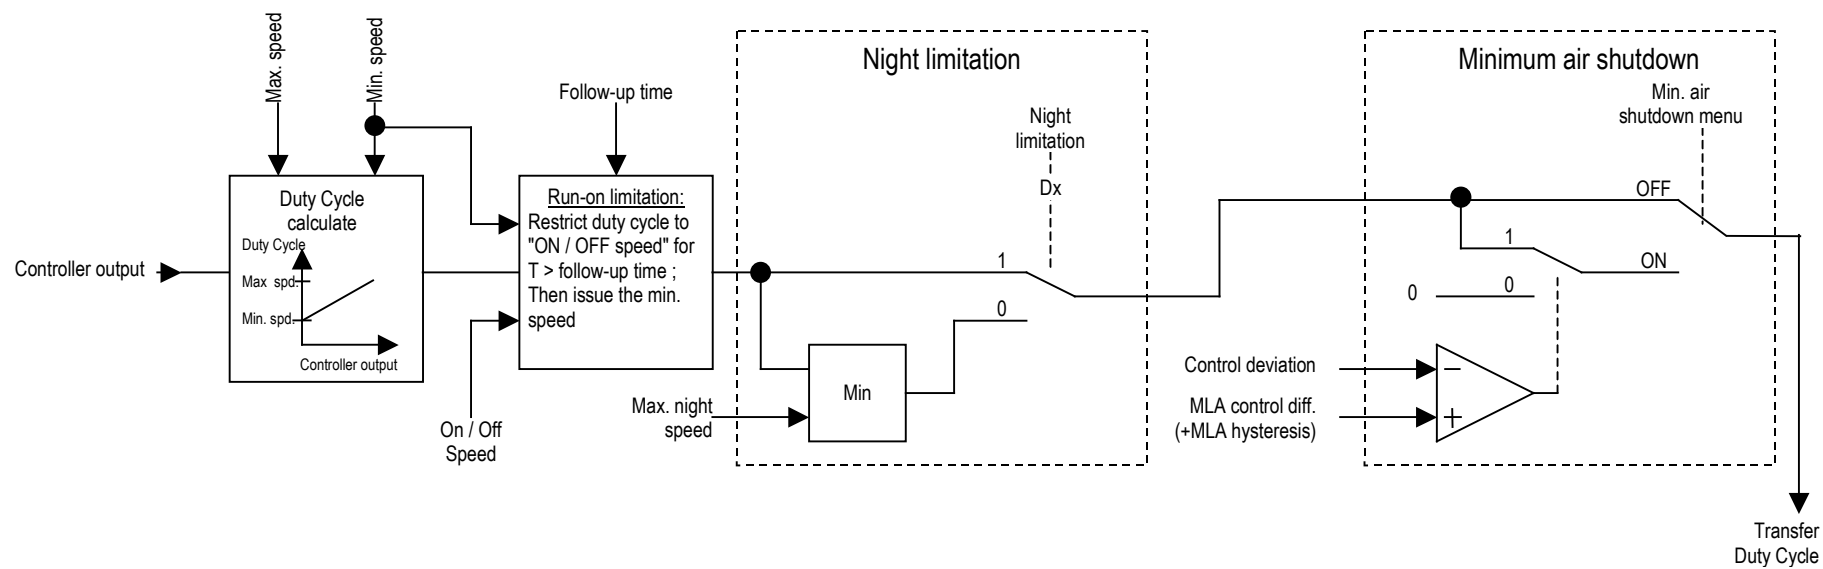 Max. speed
Min. speed
Follow-up time
Night limitation
Minimum air shutdown
Min. air
shutdown menu
Night
limitation
Dx
Duty Cycle
calculate
Duty Cycle
Max spd.
Min. spd.
Controller output
Controller output
Run-on limitation:
Restrict duty cycle to
"ON / OFF speed" for
T > follow-up time ;
Then issue the min.
speed
On / Off
Speed
1
0
Min
Max. night
speed
OFF
1
ON
0
0
Control deviation
−
MLA control diff.
(+MLA hysteresis)
+
Transfer
Duty Cycle